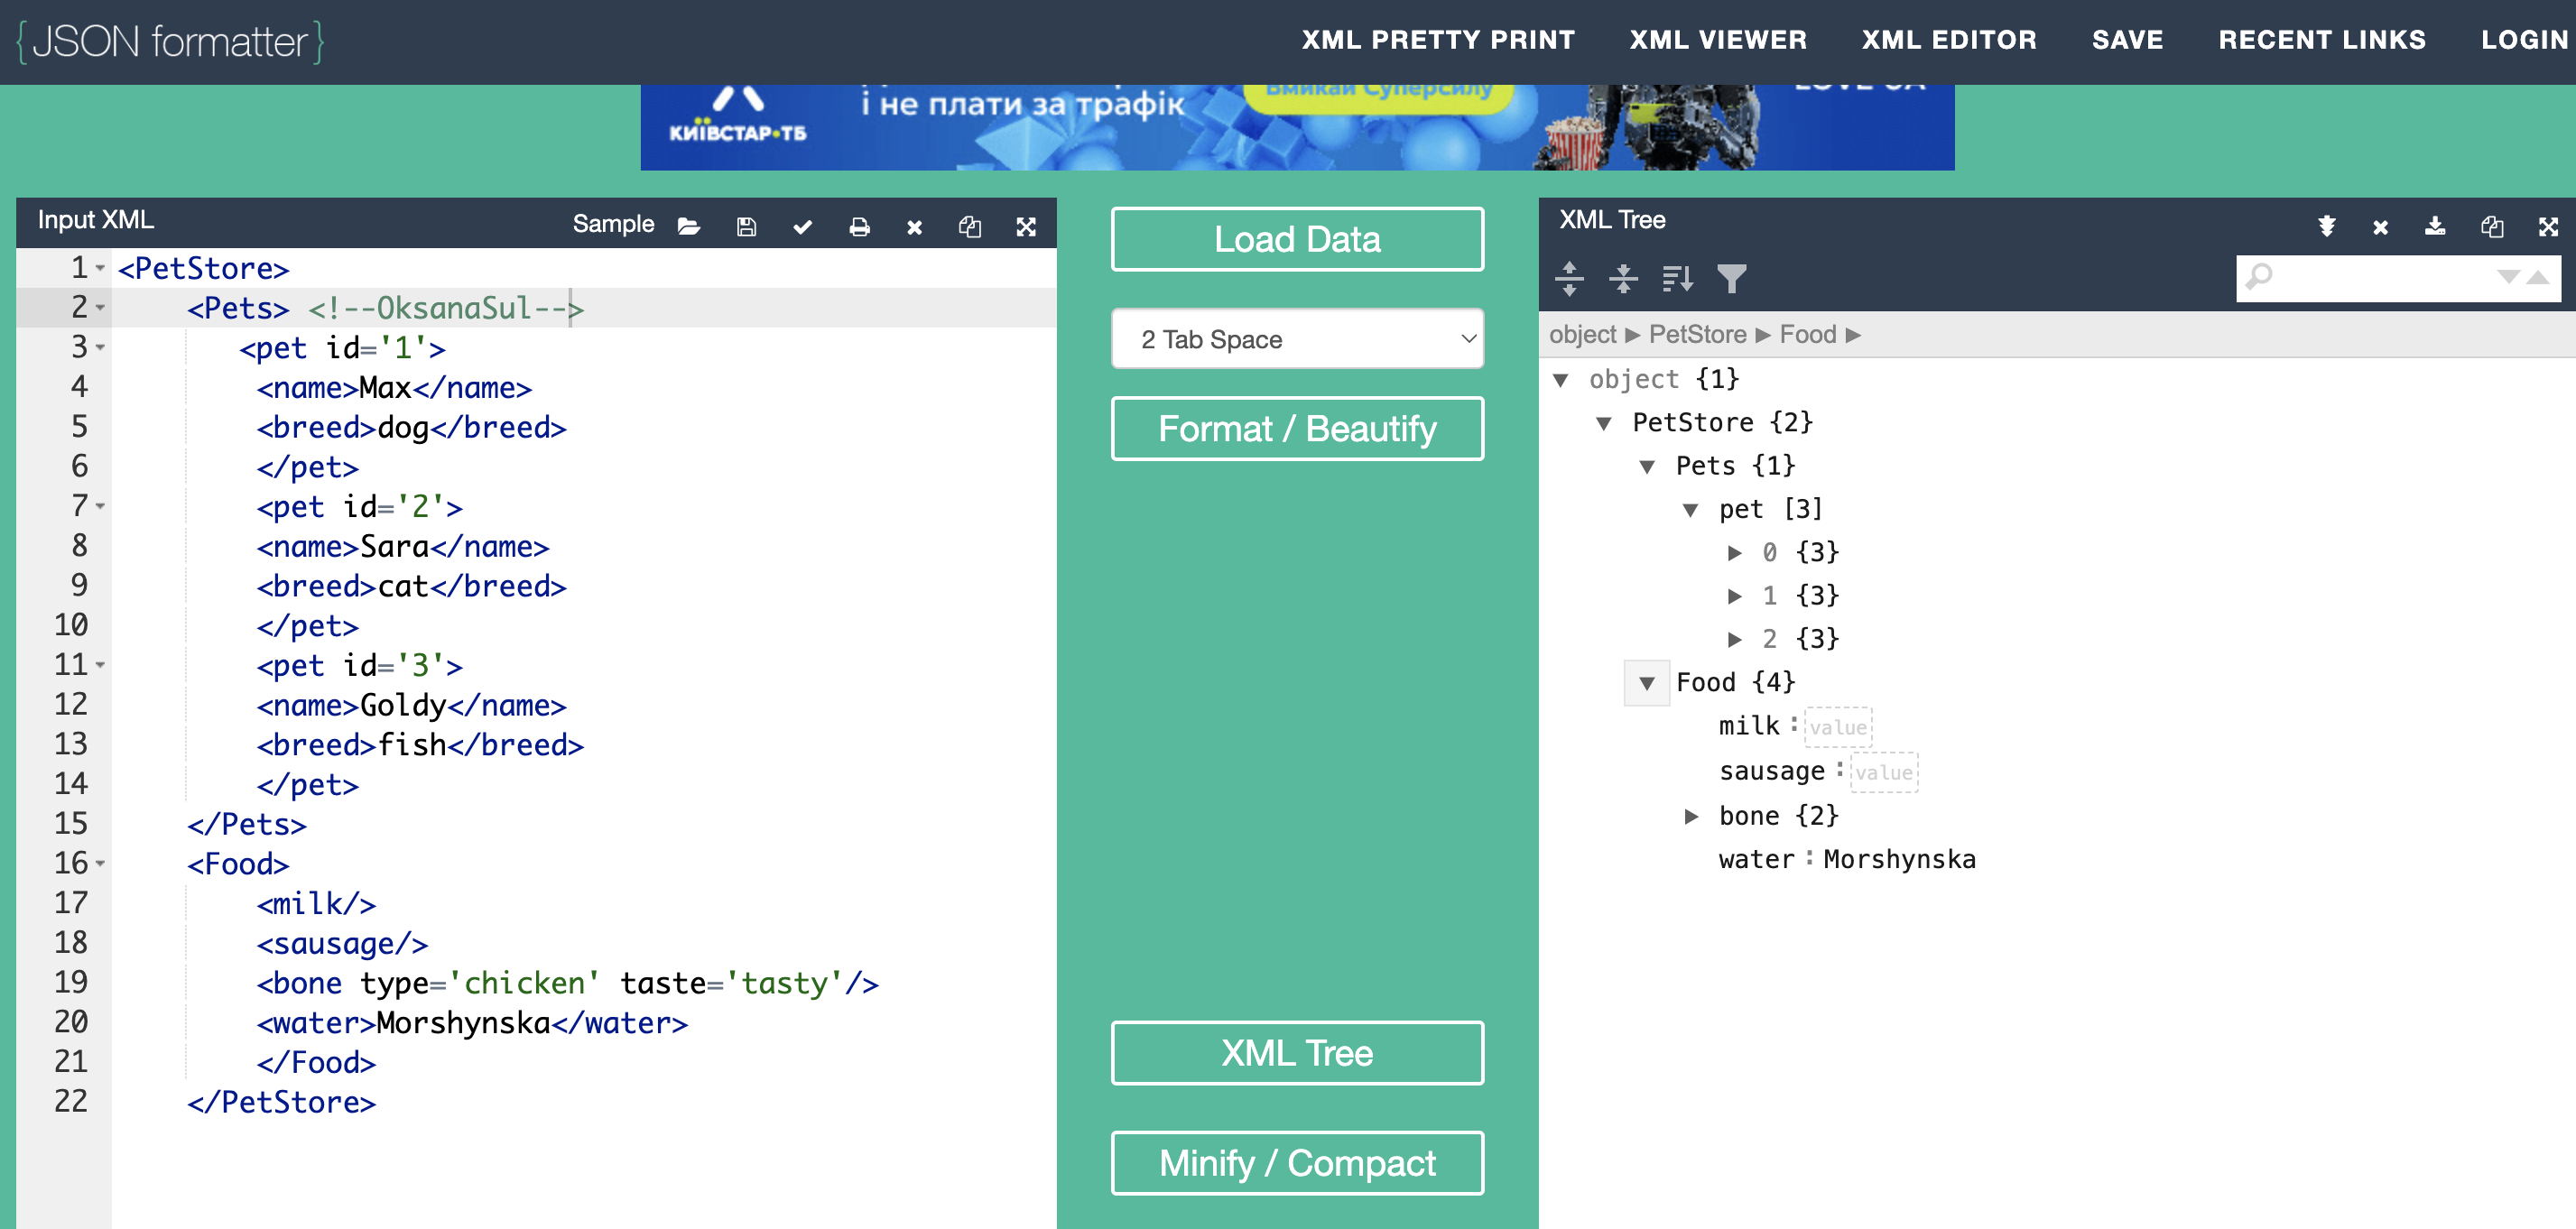 {JSON formatter}
XML PRETTY PRINT XML VIEWER XML EDITOR SAVE RECENT LINKS LOGIN
і не плати за трафік
Вмикай Суперсилу
КИЇВСТАР·ТБ
Input XML
Sample
1 <PetStore>
2 <Pets> <!--OksanaSul-->
3 <pet id='1'>
4 <name>Max</name>
5 <breed>dog</breed>
6 </pet>
7 <pet id='2'>
8 <name>Sara</name>
9 <breed>cat</breed>
10 </pet>
11 <pet id='3'>
12 <name>Goldy</name>
13 <breed>fish</breed>
14 </pet>
15 </Pets>
16 <Food>
17 <milk/>
18 <sausage/>
19 <bone type='chicken' taste='tasty'/>
20 <water>Morshynska</water>
21 </Food>
22 </PetStore>
Load Data
2 Tab Space
Format / Beautify
XML Tree
Minify / Compact
XML Tree
object ▶ PetStore ▶ Food ▶
▼ object {1}
▼ PetStore {2}
▼ Pets {1}
▼ pet [3]
▶ 0 {3}
▶ 1 {3}
▶ 2 {3}
▼ Food {4}
milk : value
sausage : value
▶ bone {2}
water : Morshynska